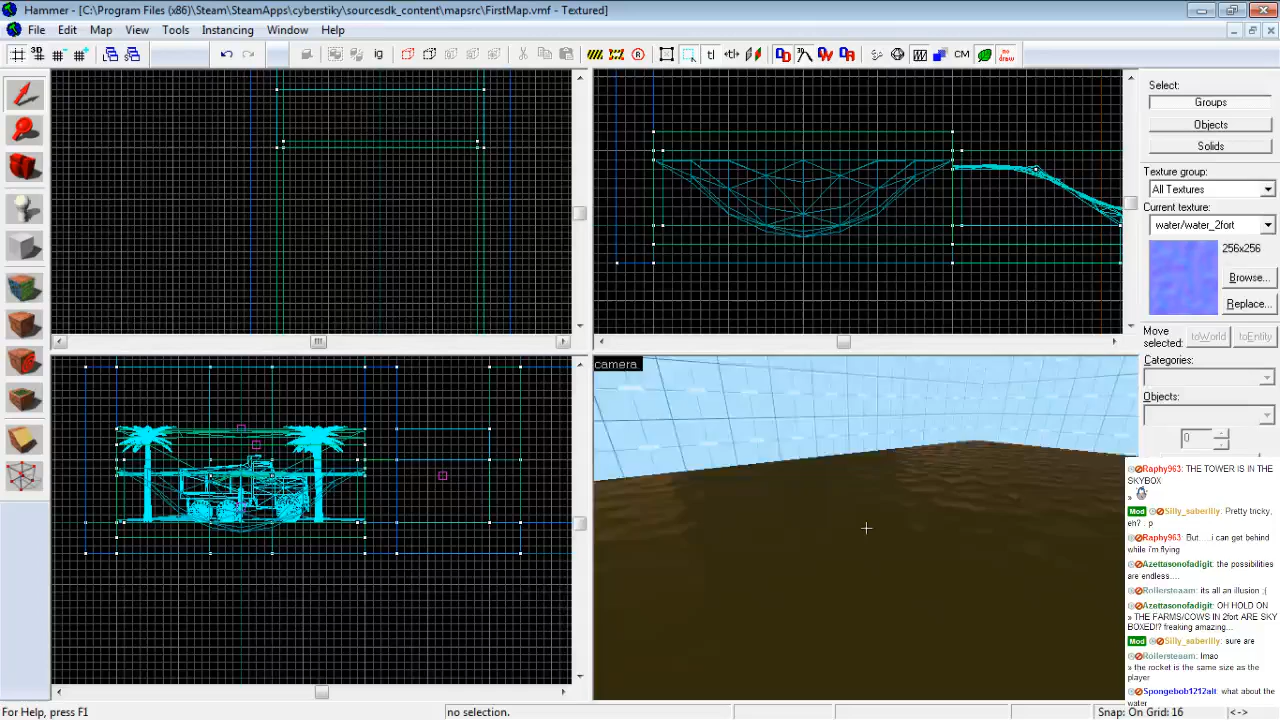 Hammer - [C:\Program Files (x86)\Steam\SteamApps\cyberstiky\sourcesdk_content\mapsrc\FirstMap.vmf - Textured]
File Edit Map View Tools Instancing Window Help
3D ig tl CM no draw
Select:
Groups
Objects
Solids
Texture group:
All Textures
Current texture:
water/water_2fort
256x256
Browse...
Replace...
Move selected:
toWorld
toEntity
Categories:
Objects:
0
camera
Raphy963: THE TOWER IS IN THE
SKYBOX
»
Mod Silly_saberlily: Pretty tricky,
eh? : p
Raphy963: But.....i can get behind
while i'm flying
Azettasonofadigit: the possibilities
are endless....
Rollersteaam: its all an illusion ;(
Azettasonofadigit: OH HOLD ON
» THE FARMS/COWS IN 2fort ARE SKY
BOXED!? freaking amazing...
Mod Silly_saberlily: sure are
Rollersteaam: lmao
» the rocket is the same size as the
player
Spongebob1212alt: what about the
water
For Help, press F1
no selection.
Snap: On Grid: 16
<->